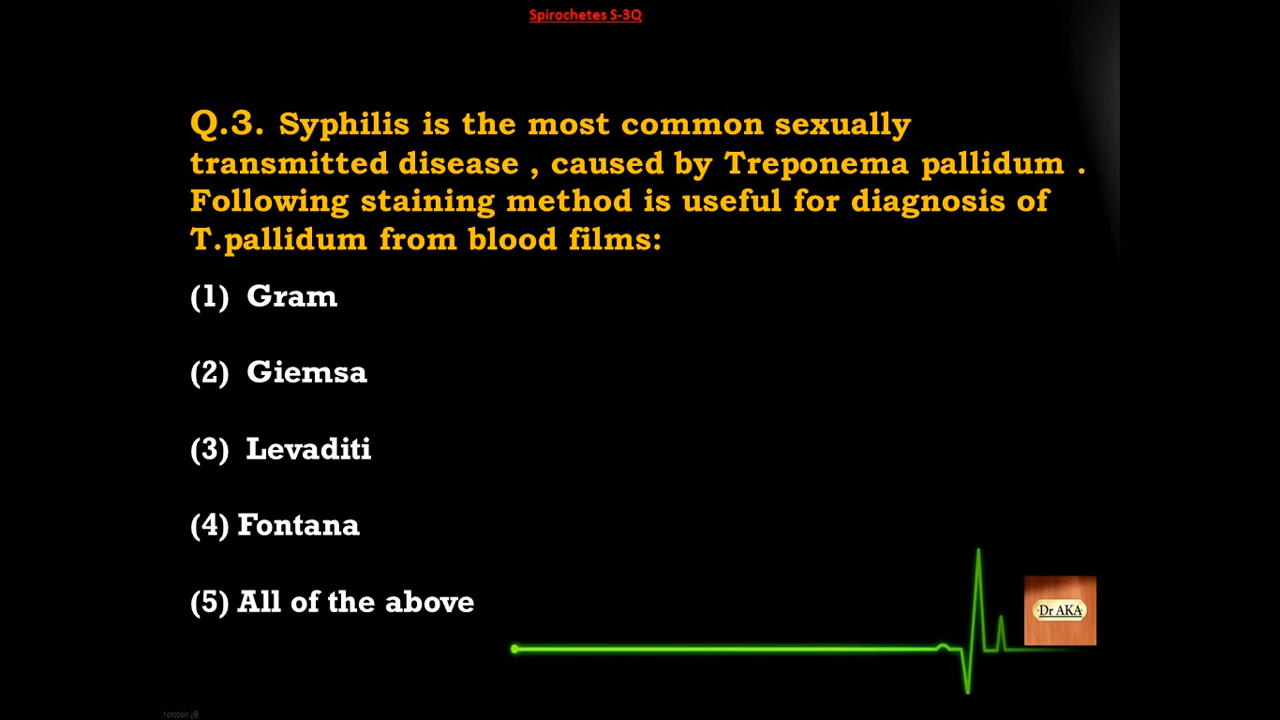 Spirochetes S-3Q
Q.3. Syphilis is the most common sexually
transmitted disease , caused by Treponema pallidum .
Following staining method is useful for diagnosis of
T.pallidum from blood films:
(1) Gram
(2) Giemsa
(3) Levaditi
(4) Fontana
(5) All of the above
Dr AKA